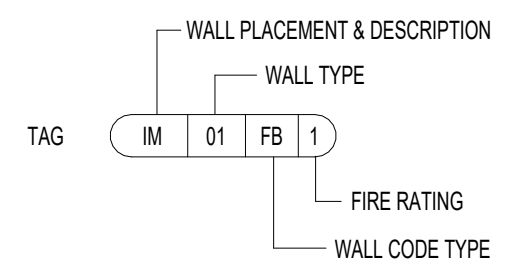 WALL PLACEMENT & DESCRIPTION
WALL TYPE
TAG IM 01 FB 1
FIRE RATING
WALL CODE TYPE